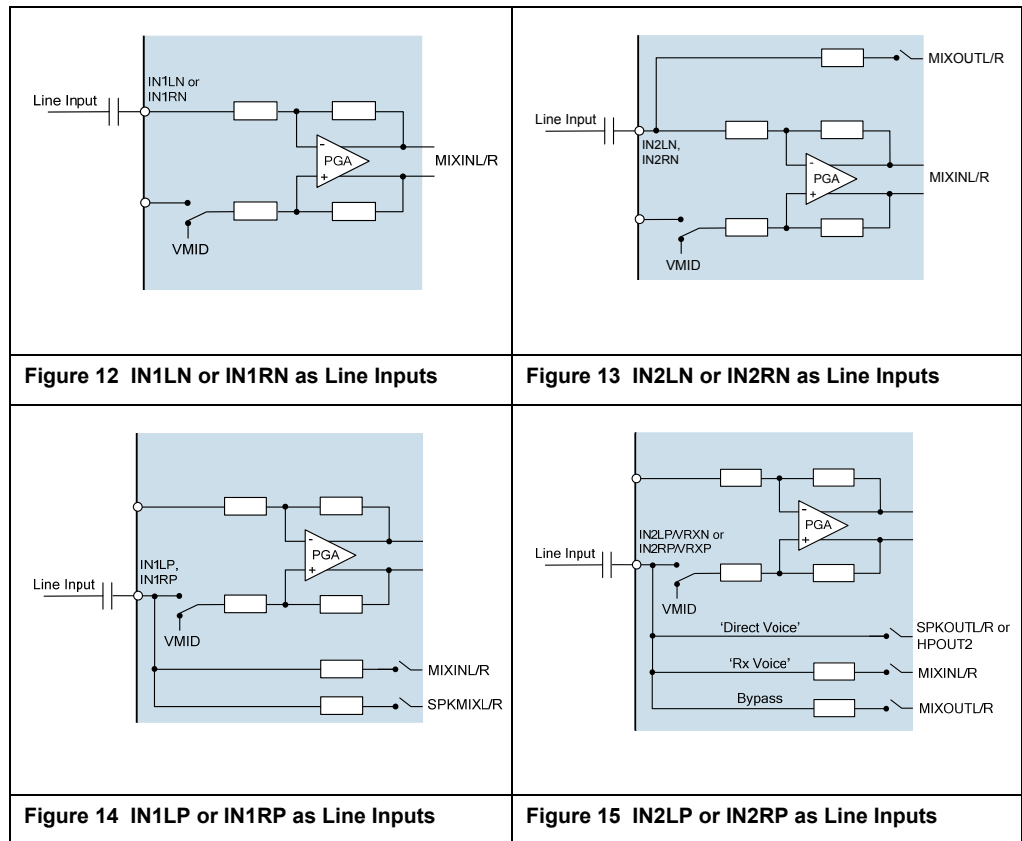 IN1LN or
IN1RN
Line Input
-
PGA
+
MIXINL/R
VMID
Figure 12 IN1LN or IN1RN as Line Inputs
MIXOUTL/R
Line Input
IN2LN,
IN2RN
-
PGA
+
MIXINL/R
VMID
Figure 13 IN2LN or IN2RN as Line Inputs
-
PGA
+
IN1LP,
IN1RP
Line Input
VMID
MIXINL/R
SPKMIXL/R
Figure 14 IN1LP or IN1RP as Line Inputs
-
PGA
+
IN2LP/VRXN or
IN2RP/VRXP
Line Input
VMID
'Direct Voice'
SPKOUTL/R or
HPOUT2
'Rx Voice'
MIXINL/R
Bypass
MIXOUTL/R
Figure 15 IN2LP or IN2RP as Line Inputs